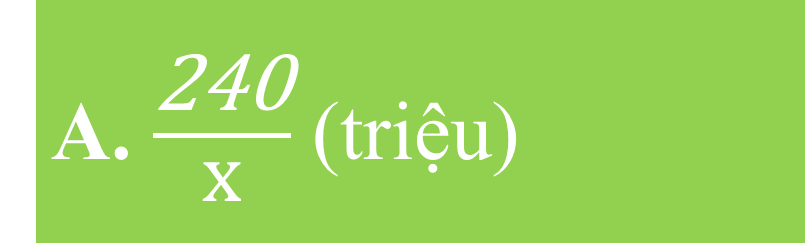 A. 240/x (triệu)